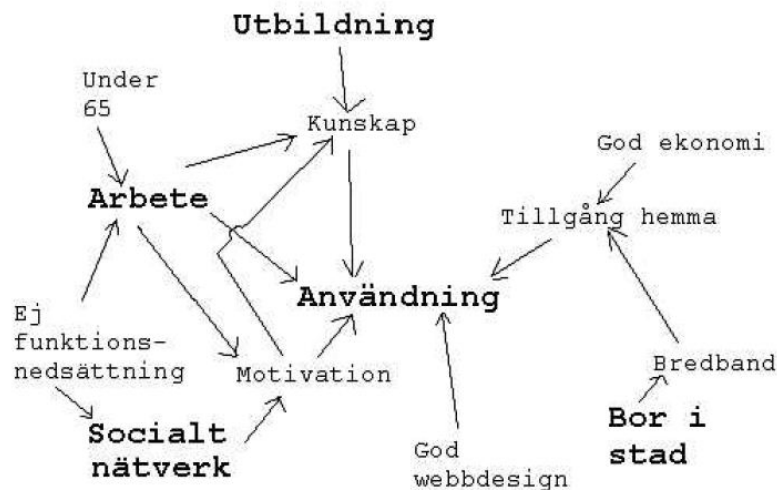 Utbildning
Under
65
Kunskap
God ekonomi
Arbete
Tillgång hemma
Användning
Ej
funktions-
nedsättning
Motivation
Bredband
Socialt
nätverk
God
webbdesign
Bor i
stad